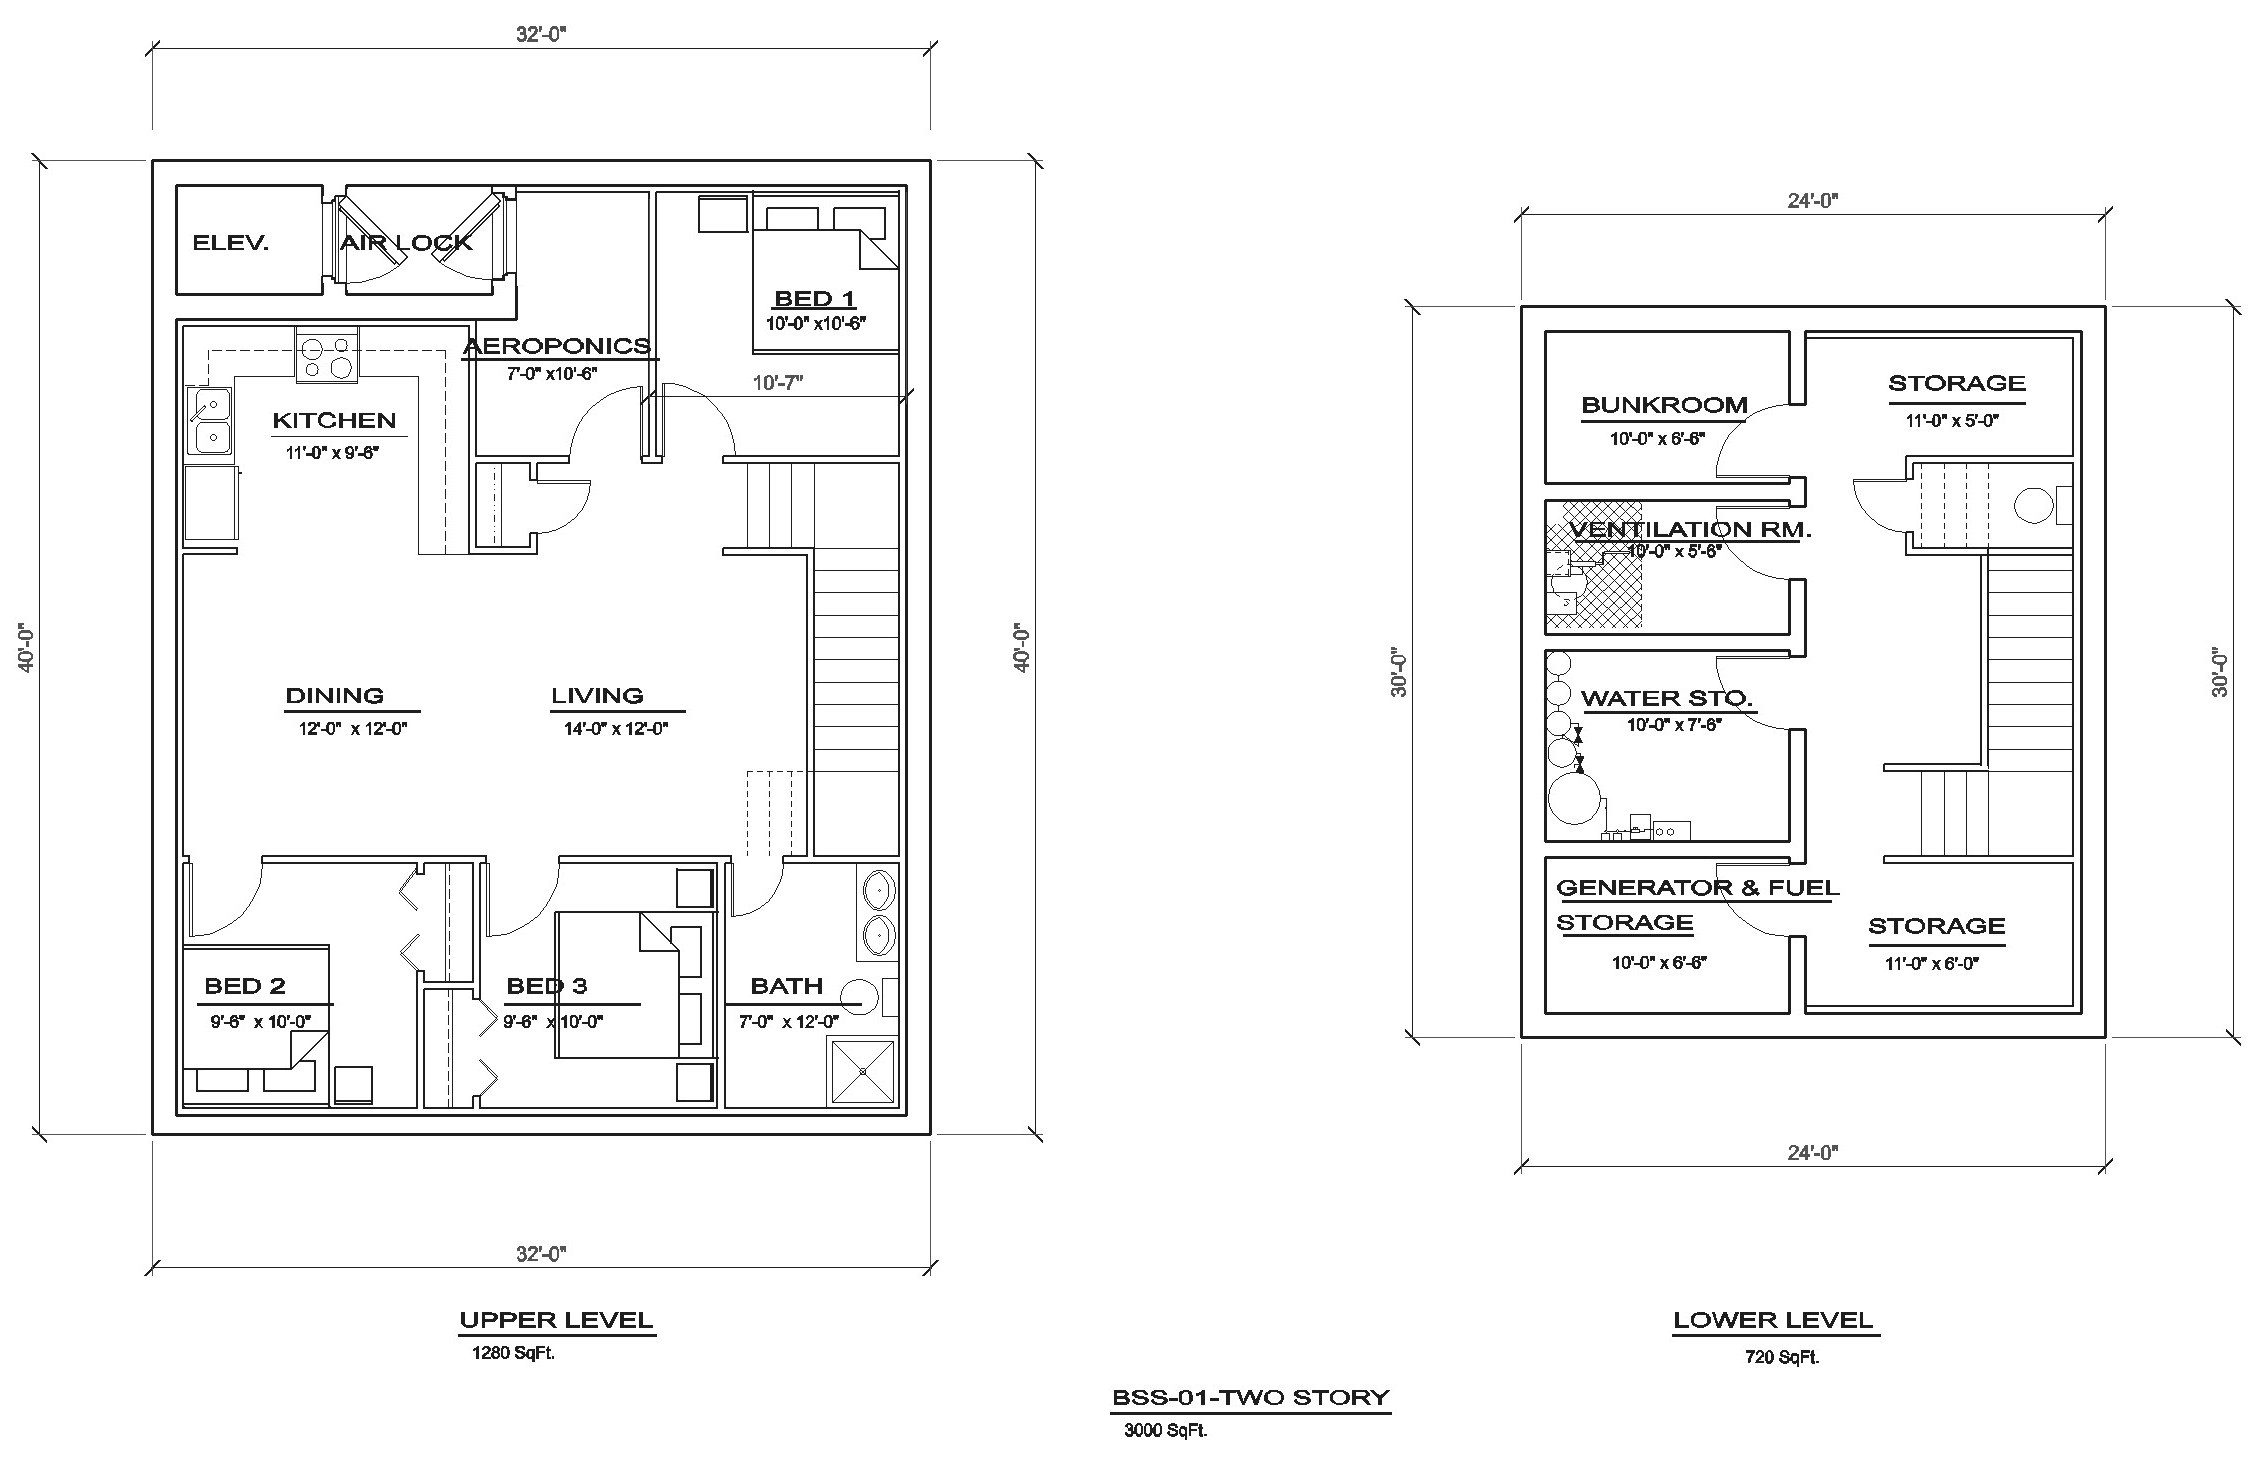 32'-0"
40'-0"
40'-0"
ELEV.
AIR LOCK
BED 1
10'-0" x10'-6"
AEROPONICS
7'-0" x10'-6"
10'-7"
KITCHEN
11'-0" x 9'-6"
DINING
12'-0" x 12'-0"
LIVING
14'-0" x 12'-0"
BED 2
9'-6" x 10'-0"
BED 3
9'-6" x 10'-0"
BATH
7'-0" x 12'-0"
32'-0"
UPPER LEVEL
1280 SqFt.
24'-0"
30'-0"
30'-0"
BUNKROOM
10'-0" x 6'-6"
STORAGE
11'-0" x 5'-0"
VENTILATION RM.
10'-0" x 5'-6"
WATER STO.
10'-0" x 7'-6"
GENERATOR & FUEL
STORAGE
10'-0" x 6'-6"
STORAGE
11'-0" x 6'-0"
24'-0"
LOWER LEVEL
720 SqFt.
BSS-01-TWO STORY
3000 SqFt.